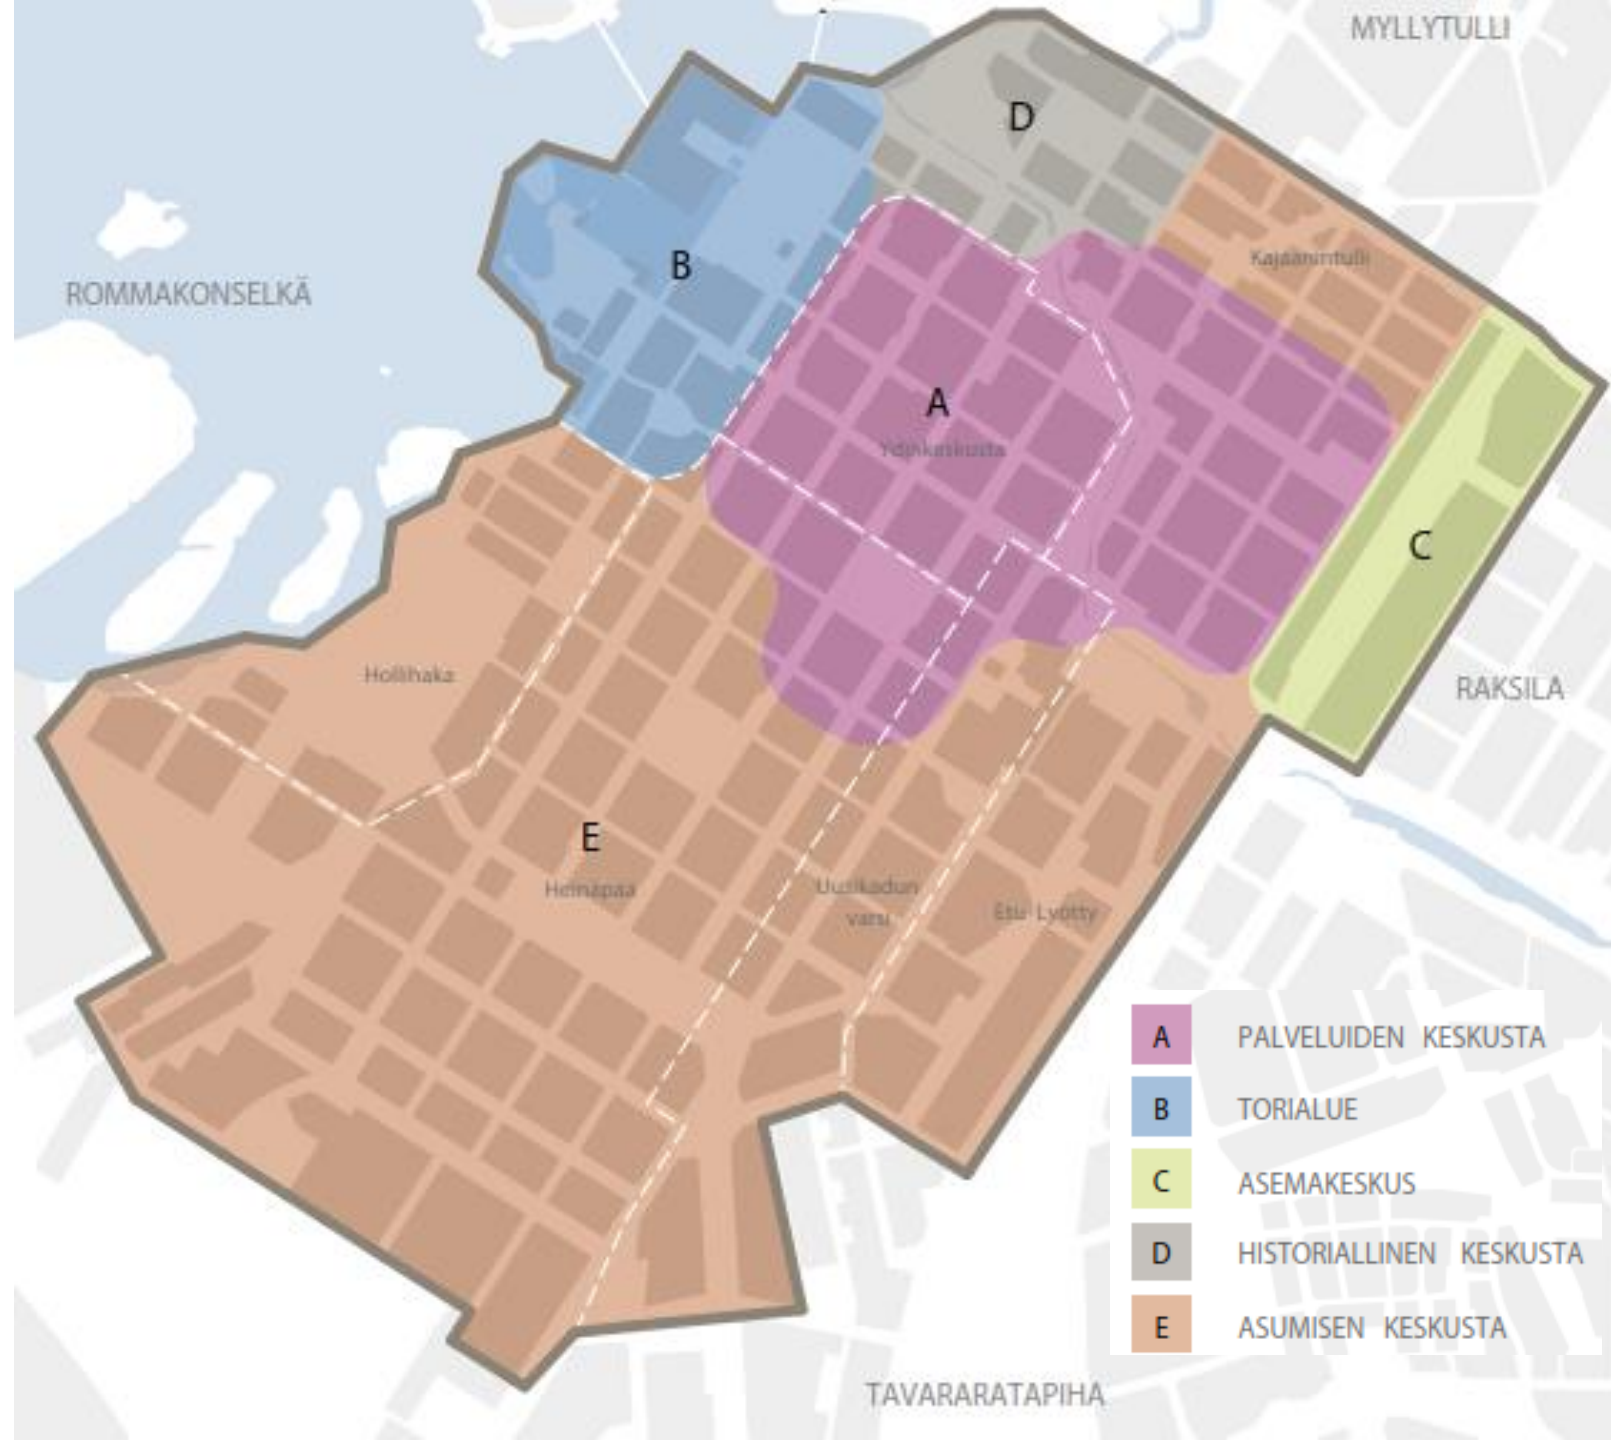 MYLLYTULLI
D
Kajaanintulli
B
ROMMAKONSELKÄ
A
Ydinkeskusta
C
Hollihaka
RAKSILA
E
Heinäpää
Uusikadun
varsi
Etu-Lyötty
A PALVELUIDEN KESKUSTA
B TORIALUE
C ASEMAKESKUS
D HISTORIALLINEN KESKUSTA
E ASUMISEN KESKUSTA
TAVARARATAPIHA